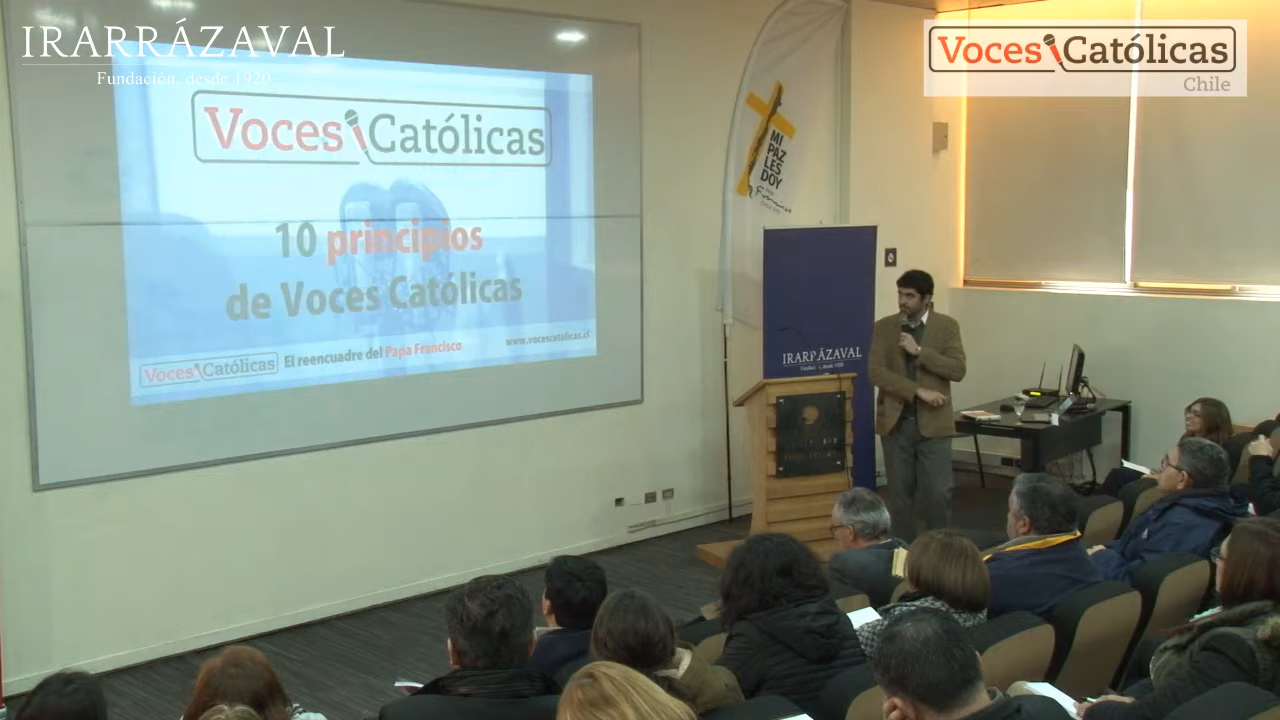 IRARRÁZAVAL
Fundación, desde 1920
Voces Católicas
Chile
Voces Católicas
10 principios
de Voces Católicas
Voces Católicas El reencuadre del Papa Francisco
www.vocescatolicas.cl
MI
PAZ
LES
DOY
IRARRÁZAVAL